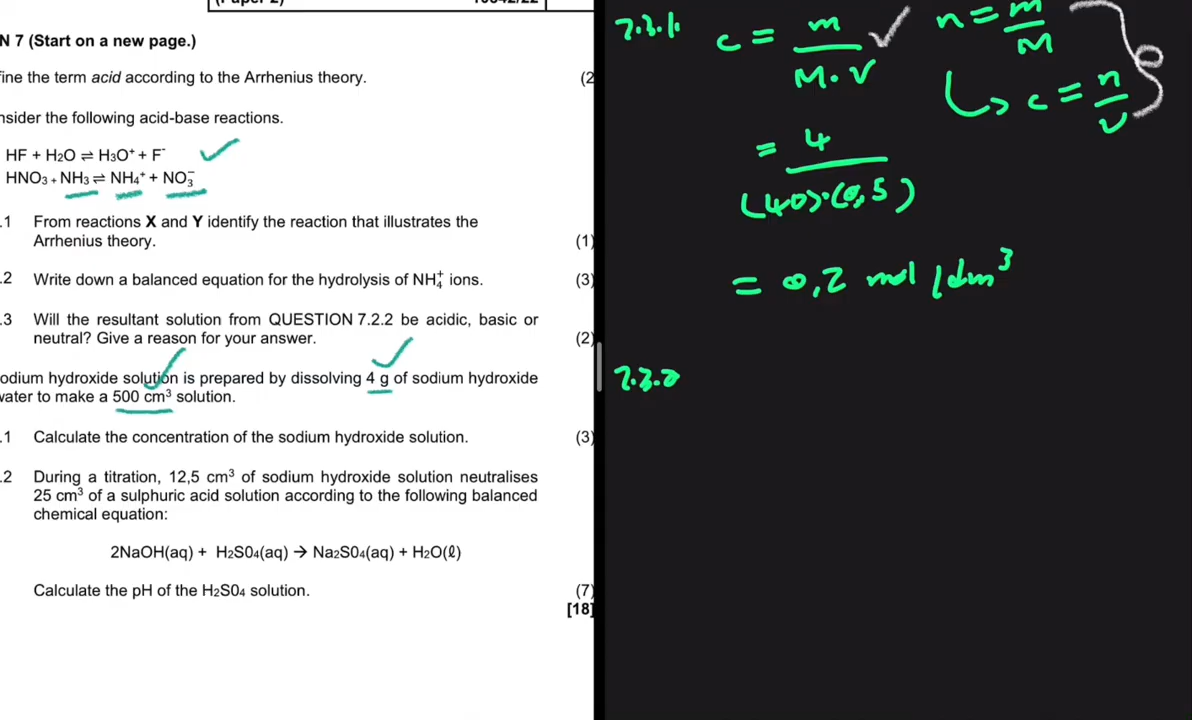 N 7 (Start on a new page.)
fine the term acid according to the Arrhenius theory. (2
nsider the following acid-base reactions.
HF + H2O ⇌ H3O⁺ + F⁻
HNO3 + NH3 ⇌ NH4⁺ + NO3⁻
.1 From reactions X and Y identify the reaction that illustrates the
Arrhenius theory. (1)
.2 Write down a balanced equation for the hydrolysis of NH4⁺ ions. (3)
.3 Will the resultant solution from QUESTION 7.2.2 be acidic, basic or
neutral? Give a reason for your answer. (2)
odium hydroxide solution is prepared by dissolving 4 g of sodium hydroxide
water to make a 500 cm³ solution.
.1 Calculate the concentration of the sodium hydroxide solution. (3)
.2 During a titration, 12,5 cm³ of sodium hydroxide solution neutralises
25 cm³ of a sulphuric acid solution according to the following balanced
chemical equation:
2NaOH(aq) + H2S04(aq) → Na2S04(aq) + H2O(ℓ)
Calculate the pH of the H2S04 solution. (7)
[18]
7.3.1. c = m / M·V n = m / M
↳ c = n / V
= 4 / (40)·(0,5)
= 0,2 mol/dm³
7.3.2